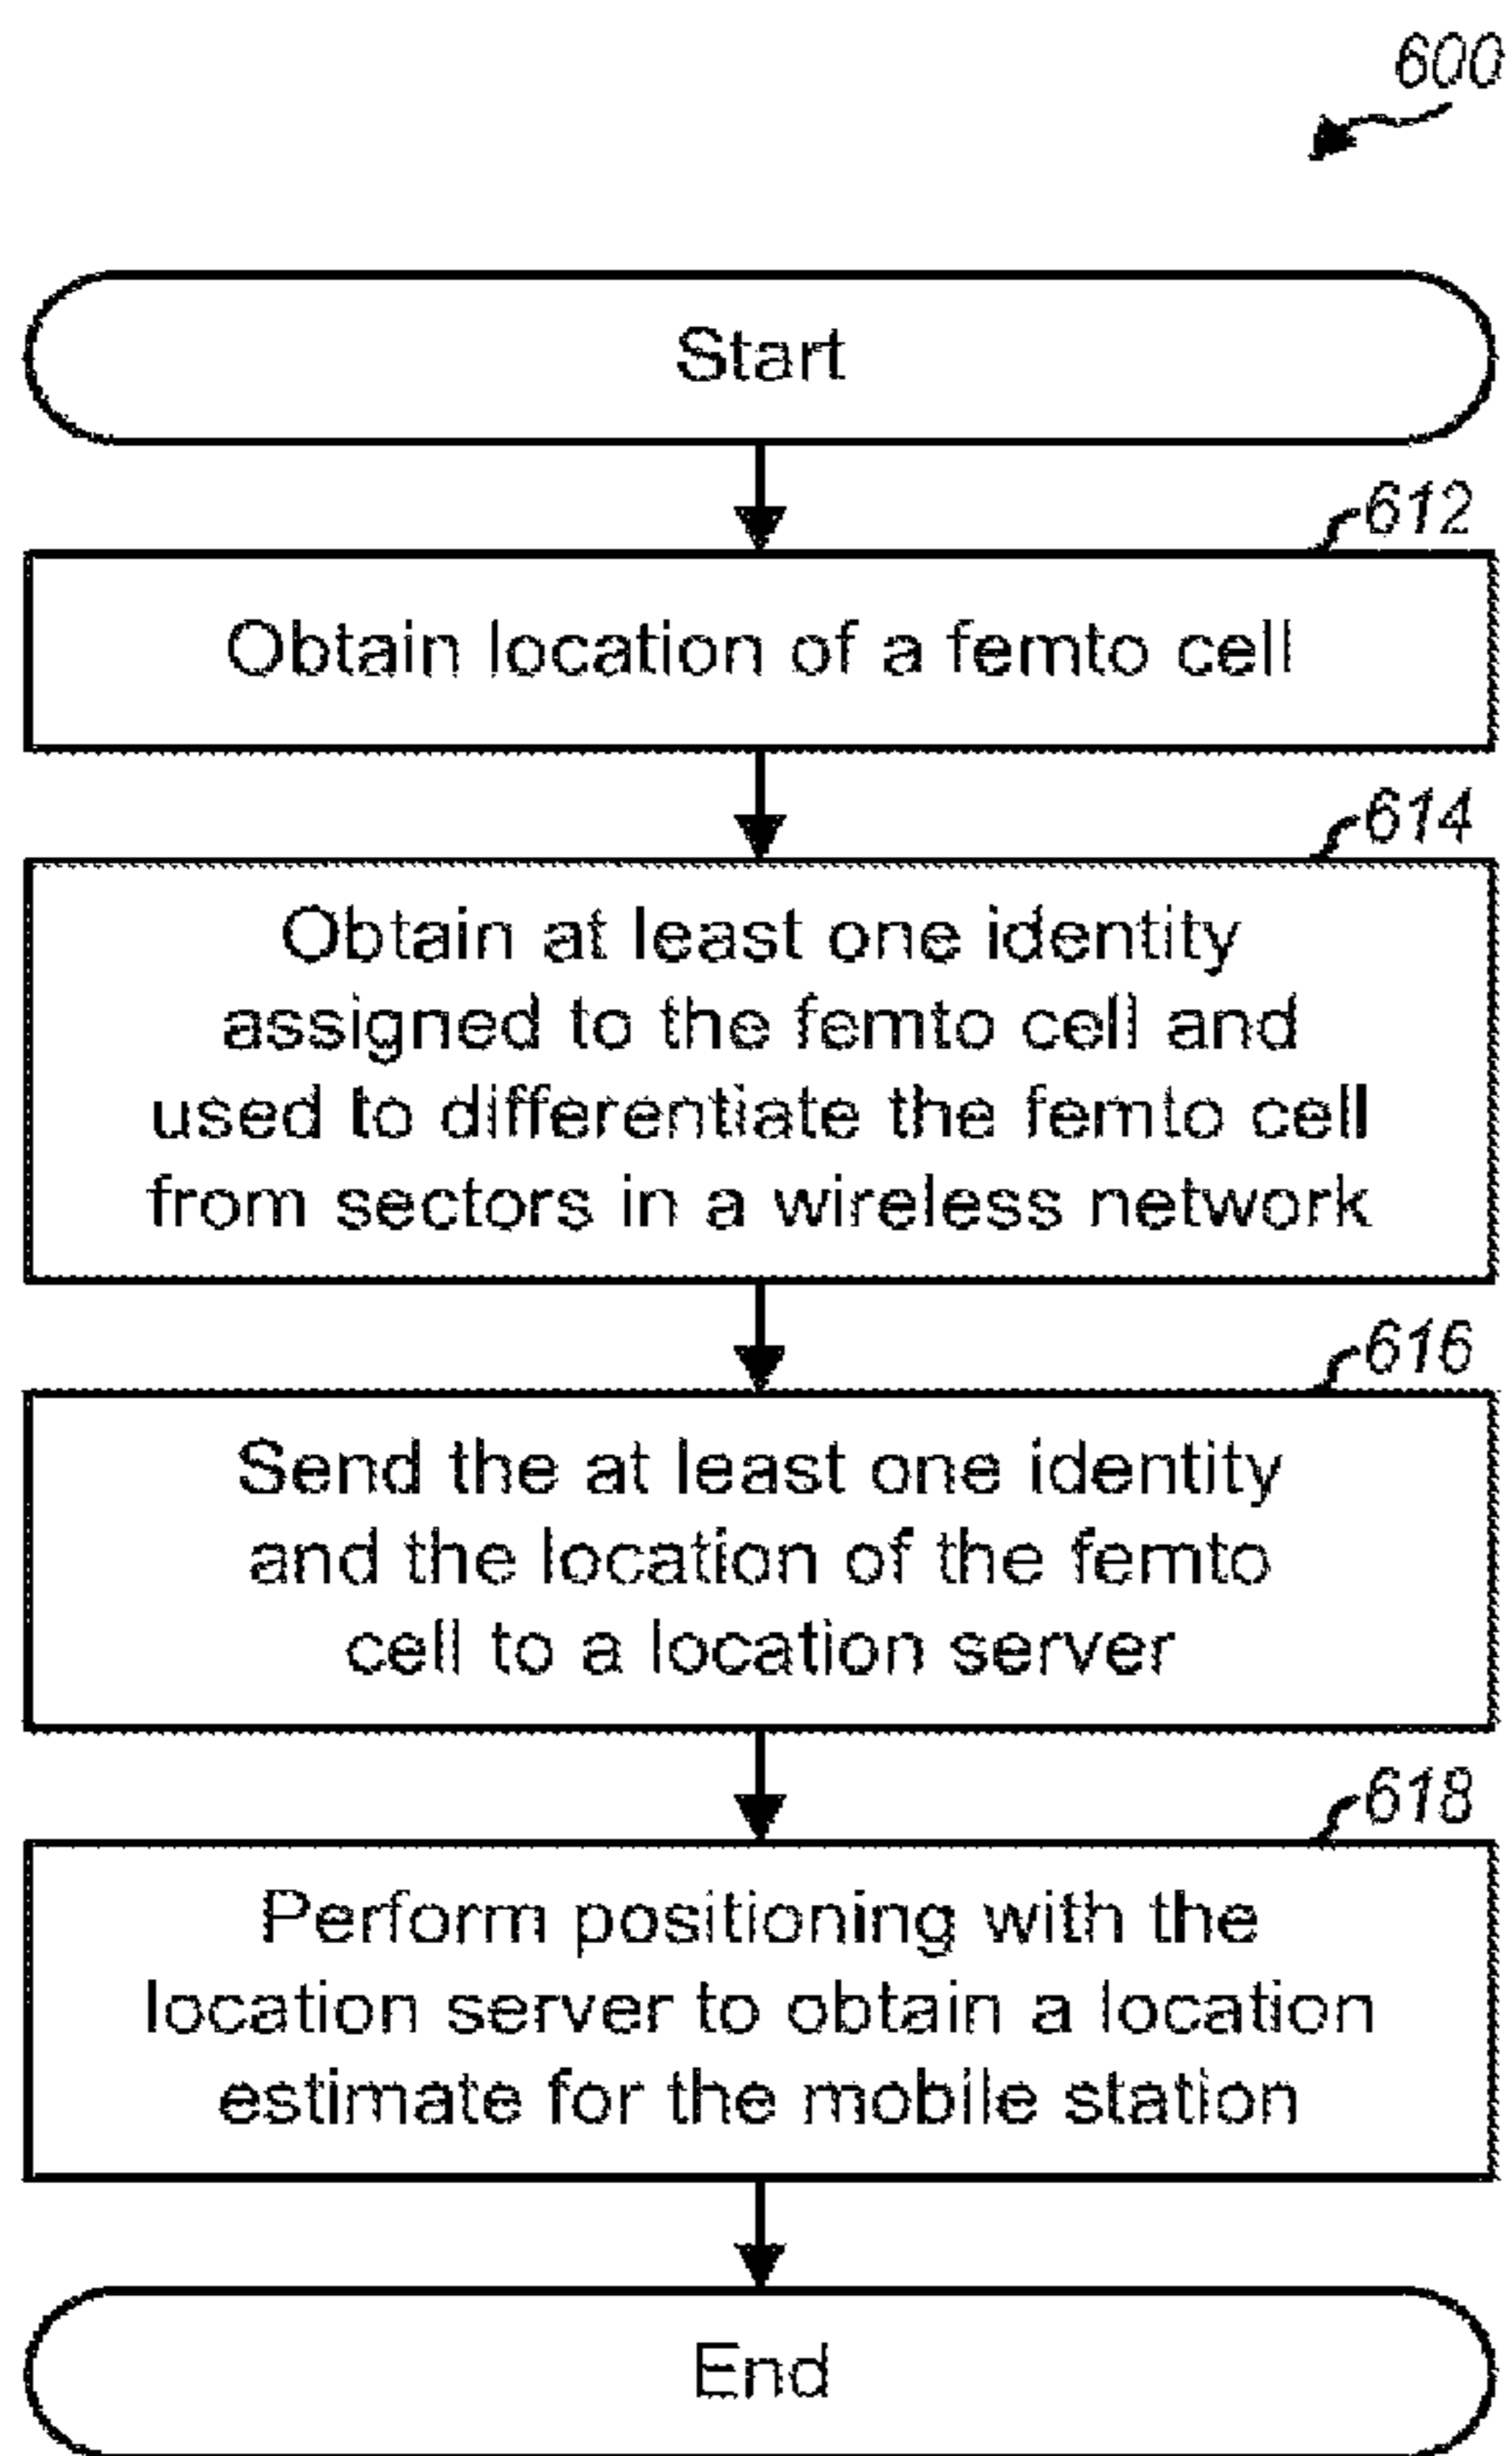 600
Start
612
Obtain location of a femto cell
614
Obtain at least one identity
assigned to the femto cell and
used to differentiate the femto cell
from sectors in a wireless network
616
Send the at least one identity
and the location of the femto
cell to a location server
618
Perform positioning with the
location server to obtain a location
estimate for the mobile station
End